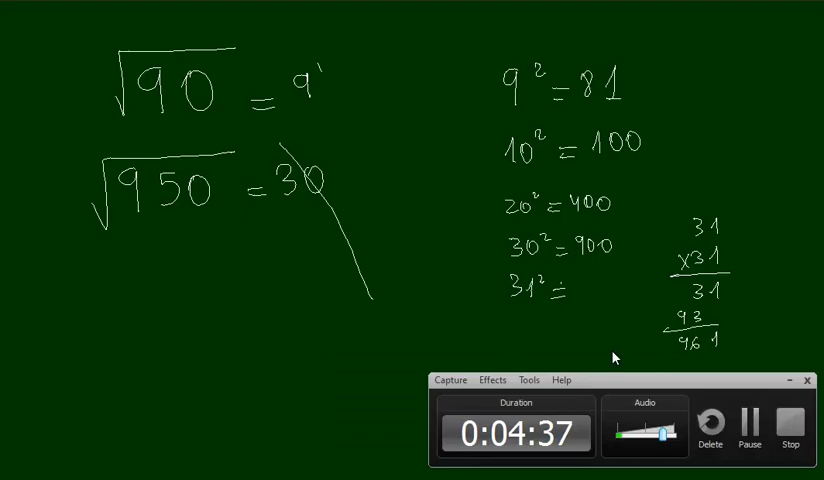 √90 = 9'
√950 = 30
9² = 81
10² = 100
20² = 400
30² = 900
31² =
31
x31
31
93
961
Capture Effects Tools Help
Duration
0:04:37
Audio
Delete Pause Stop